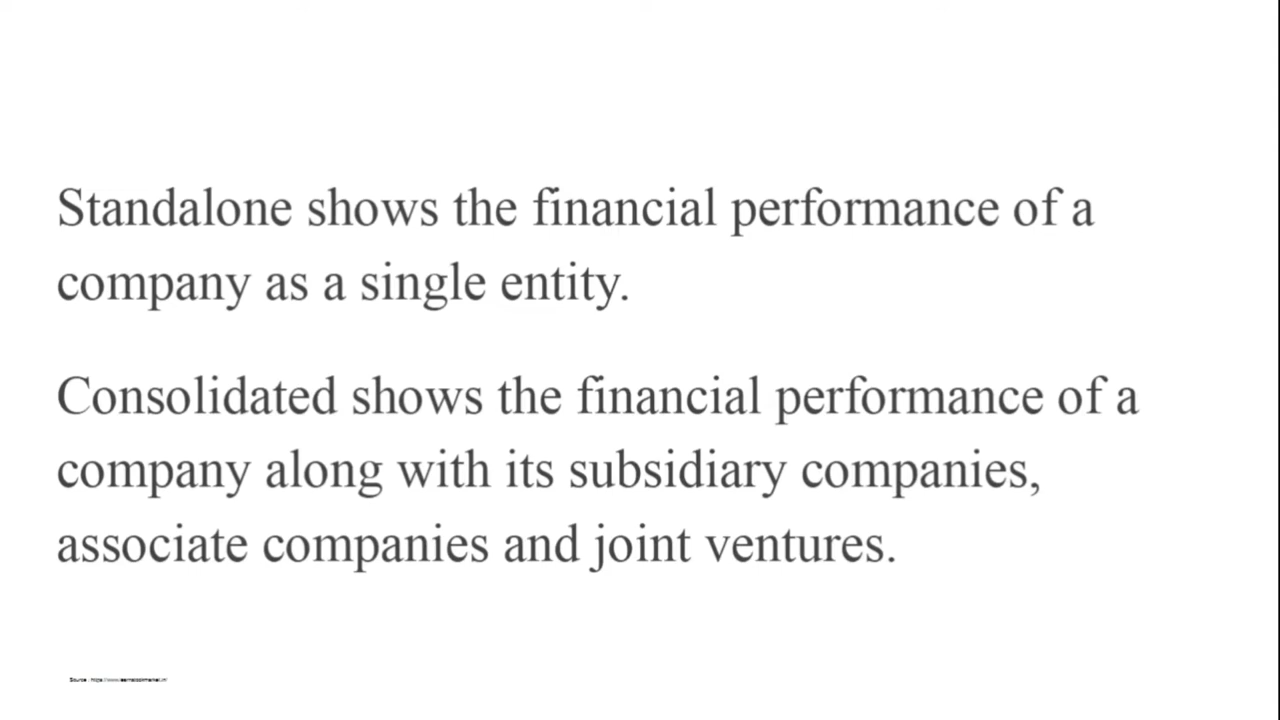 Standalone shows the financial performance of a
company as a single entity.
Consolidated shows the financial performance of a
company along with its subsidiary companies,
associate companies and joint ventures.
Source :